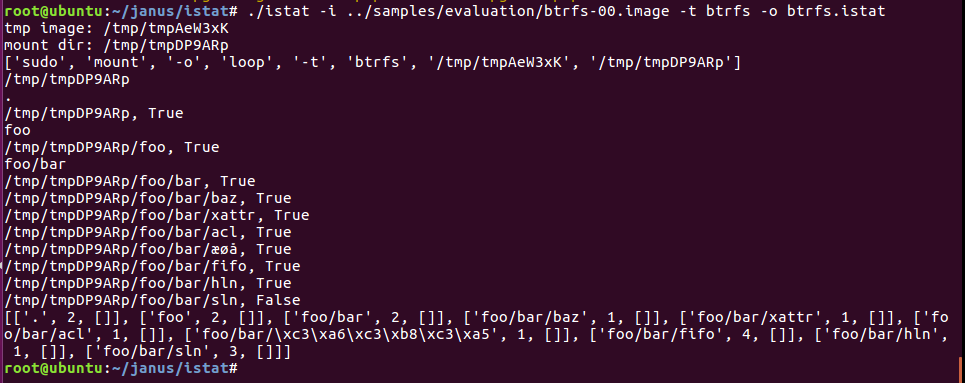 root@ubuntu:~/janus/istat# ./istat -i ../samples/evaluation/btrfs-00.image -t btrfs -o btrfs.istat
tmp image: /tmp/tmpAeW3xK
mount dir: /tmp/tmpDP9ARp
['sudo', 'mount', '-o', 'loop', '-t', 'btrfs', '/tmp/tmpAeW3xK', '/tmp/tmpDP9ARp']
/tmp/tmpDP9ARp
.
/tmp/tmpDP9ARp, True
foo
/tmp/tmpDP9ARp/foo, True
foo/bar
/tmp/tmpDP9ARp/foo/bar, True
/tmp/tmpDP9ARp/foo/bar/baz, True
/tmp/tmpDP9ARp/foo/bar/xattr, True
/tmp/tmpDP9ARp/foo/bar/acl, True
/tmp/tmpDP9ARp/foo/bar/æøå, True
/tmp/tmpDP9ARp/foo/bar/fifo, True
/tmp/tmpDP9ARp/foo/bar/hln, True
/tmp/tmpDP9ARp/foo/bar/sln, False
[['.', 2, []], ['foo', 2, []], ['foo/bar', 2, []], ['foo/bar/baz', 1, []], ['foo/bar/xattr', 1, []], ['fo
o/bar/acl', 1, []], ['foo/bar/\xc3\xa6\xc3\xb8\xc3\xa5', 1, []], ['foo/bar/fifo', 4, []], ['foo/bar/hln',
 1, []], ['foo/bar/sln', 3, []]]
root@ubuntu:~/janus/istat#